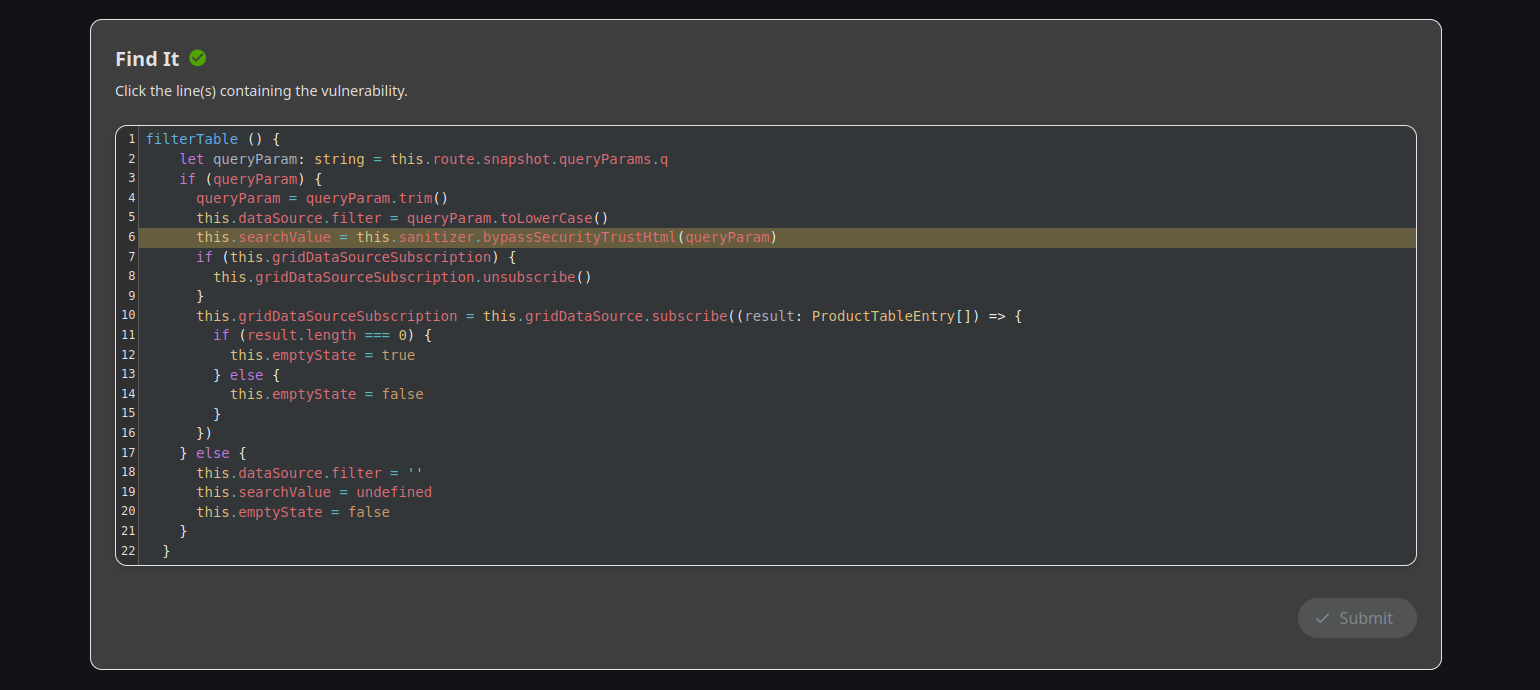 Find It
Click the line(s) containing the vulnerability.
1 filterTable () {
2     let queryParam: string = this.route.snapshot.queryParams.q
3     if (queryParam) {
4       queryParam = queryParam.trim()
5       this.dataSource.filter = queryParam.toLowerCase()
6       this.searchValue = this.sanitizer.bypassSecurityTrustHtml(queryParam)
7       if (this.gridDataSourceSubscription) {
8         this.gridDataSourceSubscription.unsubscribe()
9       }
10       this.gridDataSourceSubscription = this.gridDataSource.subscribe((result: ProductTableEntry[]) => {
11         if (result.length === 0) {
12           this.emptyState = true
13         } else {
14           this.emptyState = false
15         }
16       })
17     } else {
18       this.dataSource.filter = ''
19       this.searchValue = undefined
20       this.emptyState = false
21     }
22   }
Submit